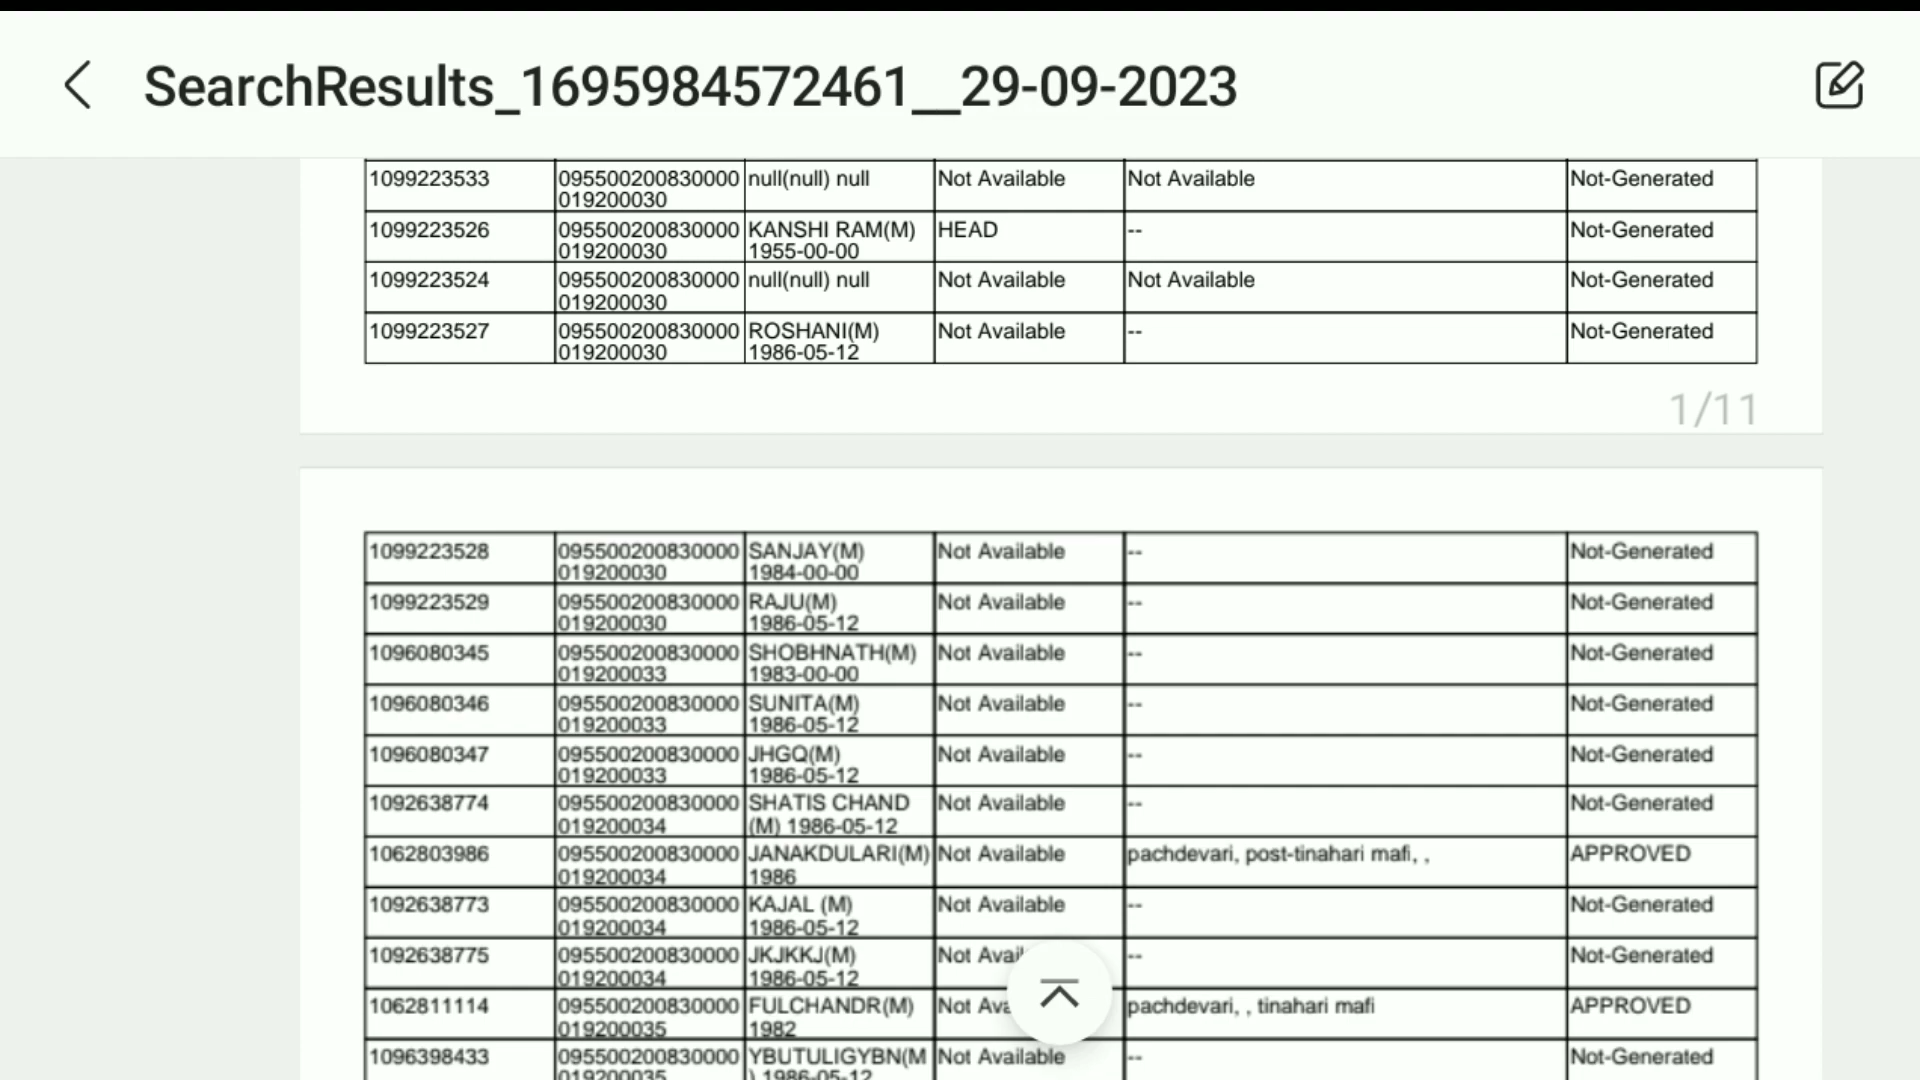 SearchResults_1695984572461__29-09-2023
1099223533 095500200830000 null(null) null Not Available Not Available Not-Generated
019200030
1099223526 095500200830000 KANSHI RAM(M) HEAD -- Not-Generated
019200030 1955-00-00
1099223524 095500200830000 null(null) null Not Available Not Available Not-Generated
019200030
1099223527 095500200830000 ROSHANI(M) Not Available -- Not-Generated
019200030 1986-05-12
1/11
1099223528 095500200830000 SANJAY(M) Not Available -- Not-Generated
019200030 1984-00-00
1099223529 095500200830000 RAJU(M) Not Available -- Not-Generated
019200030 1986-05-12
1096080345 095500200830000 SHOBHNATH(M) Not Available -- Not-Generated
019200033 1983-00-00
1096080346 095500200830000 SUNITA(M) Not Available -- Not-Generated
019200033 1986-05-12
1096080347 095500200830000 JHGQ(M) Not Available -- Not-Generated
019200033 1986-05-12
1092638774 095500200830000 SHATIS CHAND Not Available -- Not-Generated
019200034 (M) 1986-05-12
1062803986 095500200830000 JANAKDULARI(M) Not Available pachdevari, post-tinahari mafi, , APPROVED
019200034 1986
1092638773 095500200830000 KAJAL (M) Not Available -- Not-Generated
019200034 1986-05-12
1092638775 095500200830000 JKJKKJ(M) Not Avail -- Not-Generated
019200034 1986-05-12
1062811114 095500200830000 FULCHANDR(M) Not Ava pachdevari, , tinahari mafi APPROVED
019200035 1982
1096398433 095500200830000 YBUTULIGYBN(M Not Available -- Not-Generated
019200035 ) 1986-05-12